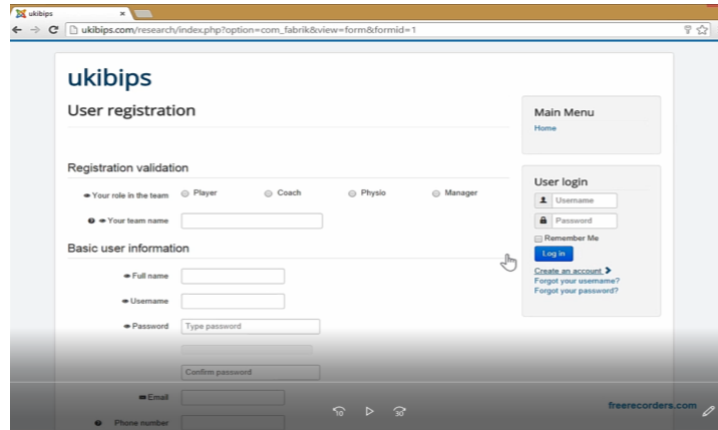 ukibips
ukibips.com/research/index.php?option=com_fabrik&view=form&formid=1
ukibips
User registration
Main Menu
Home
Registration validation
Your role in the team Player Coach Physio Manager
Your team name
User login
Username
Password
Remember Me
Log in
Create an account
Forgot your username?
Forgot your password?
Basic user information
Full name
Username
Password Type password
Confirm password
Email
Phone number
10
30
freerecorders.com